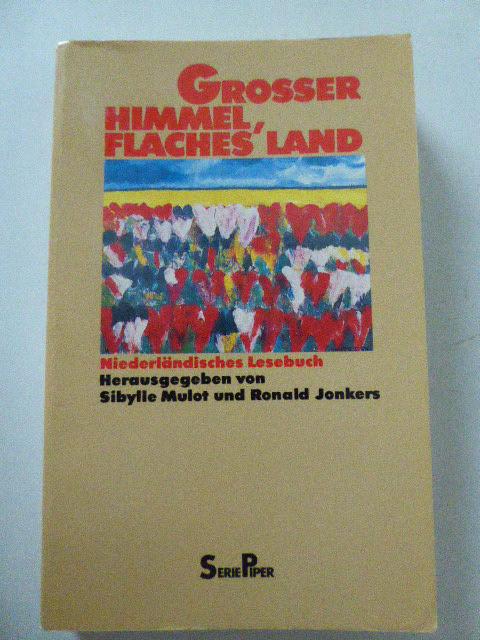 GROSSER
HIMMEL,
FLACHES LAND
Niederländisches Lesebuch
Herausgegeben von
Sibylle Mulot und Ronald Jonkers
SERIE PIPER